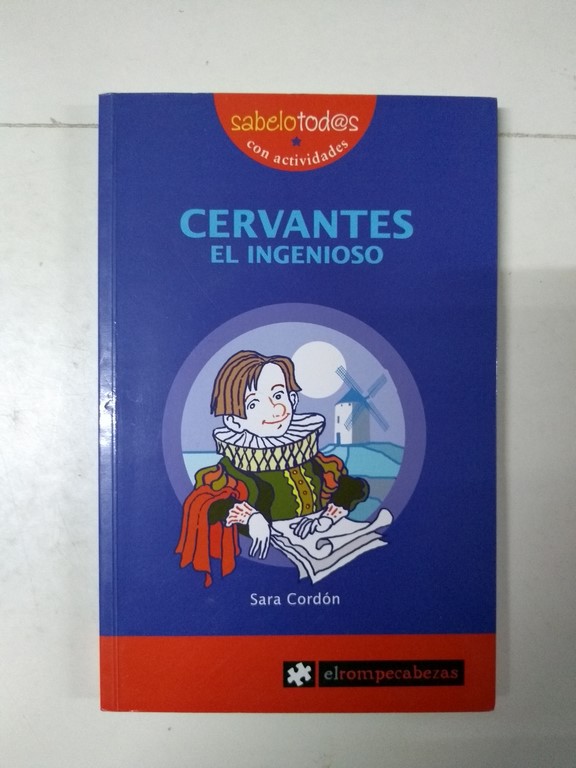 sabelotod@s
con actividades
CERVANTES
EL INGENIOSO
Sara Cordón
elrompecabezas